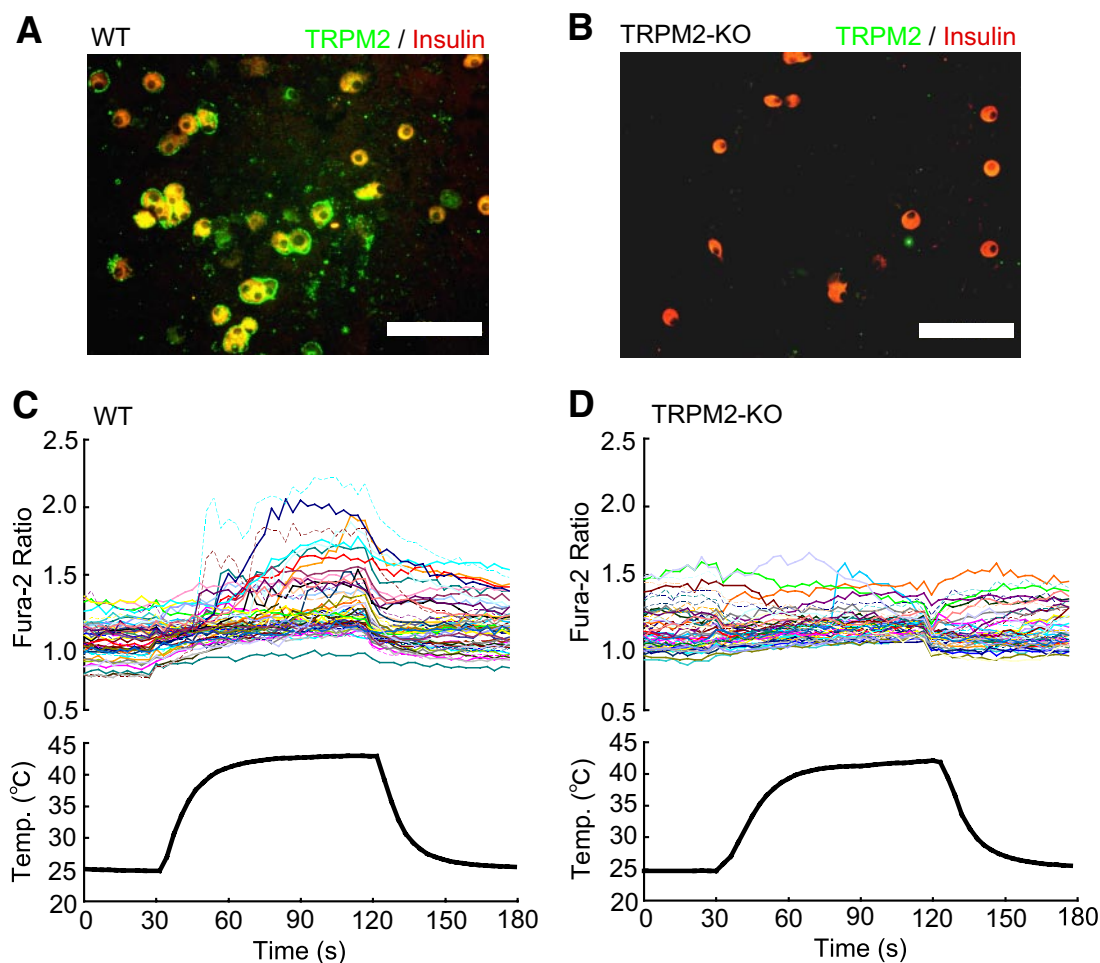 A
WT
TRPM2 / Insulin
B
TRPM2-KO
TRPM2 / Insulin
C
WT
2.5
2.0
1.5
1.0
0.5
Fura-2 Ratio
45
40
35
30
25
20
Temp. (°C)
0 30 60 90 120 150 180
Time (s)
D
TRPM2-KO
2.5
2.0
1.5
1.0
0.5
Fura-2 Ratio
45
40
35
30
25
20
Temp. (°C)
0 30 60 90 120 150 180
Time (s)